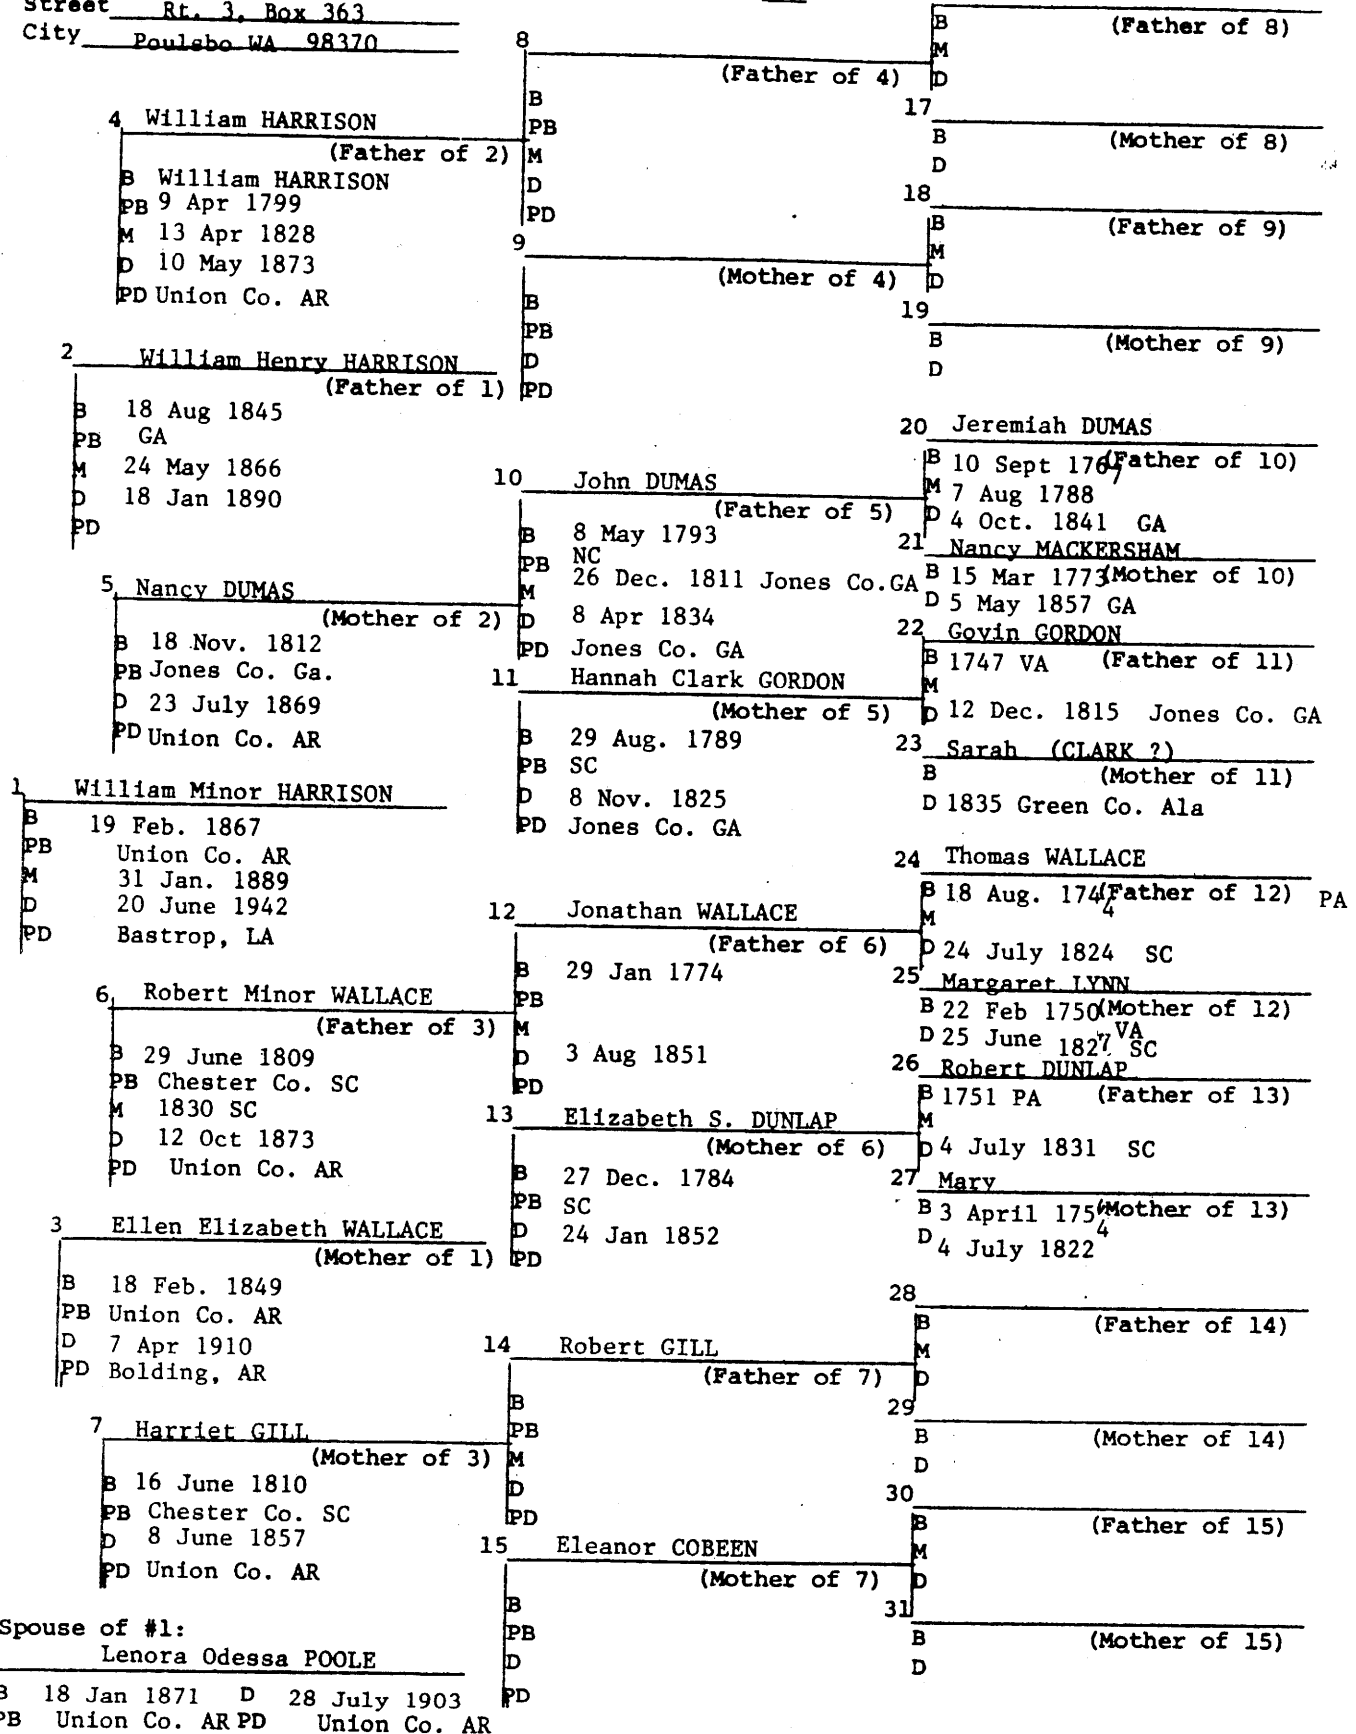 Street Rt. 3, Box 363
City Poulsbo WA 98370
4 William HARRISON
(Father of 2)
B William HARRISON
PB 9 Apr 1799
M 13 Apr 1828
D 10 May 1873
PD Union Co. AR
2 William Henry HARRISON
(Father of 1)
B 18 Aug 1845
PB GA
M 24 May 1866
D 18 Jan 1890
PD
5 Nancy DUMAS
(Mother of 2)
B 18 Nov. 1812
PB Jones Co. Ga.
D 23 July 1869
PD Union Co. AR
1 William Minor HARRISON
B 19 Feb. 1867
PB Union Co. AR
M 31 Jan. 1889
D 20 June 1942
PD Bastrop, LA
6 Robert Minor WALLACE
(Father of 3)
B 29 June 1809
PB Chester Co. SC
M 1830 SC
D 12 Oct 1873
PD Union Co. AR
3 Ellen Elizabeth WALLACE
(Mother of 1)
B 18 Feb. 1849
PB Union Co. AR
D 7 Apr 1910
PD Bolding, AR
7 Harriet GILL
(Mother of 3)
B 16 June 1810
PB Chester Co. SC
D 8 June 1857
PD Union Co. AR
Spouse of #1:
Lenora Odessa POOLE
B 18 Jan 1871 D 28 July 1903
PB Union Co. AR PD Union Co. AR
8
(Father of 4)
B
PB
M
D
PD
9
(Mother of 4)
B
PB
D
PD
10 John DUMAS
(Father of 5)
B 8 May 1793
PB NC
M 26 Dec. 1811 Jones Co.GA
D 8 Apr 1834
PD Jones Co. GA
11 Hannah Clark GORDON
(Mother of 5)
B 29 Aug. 1789
PB SC
D 8 Nov. 1825
PD Jones Co. GA
12 Jonathan WALLACE
(Father of 6)
B 29 Jan 1774
PB
M
D 3 Aug 1851
PD
13 Elizabeth S. DUNLAP
(Mother of 6)
B 27 Dec. 1784
PB SC
D 24 Jan 1852
PD
14 Robert GILL
(Father of 7)
B
PB
M
D
PD
15 Eleanor COBEEN
(Mother of 7)
B
PB
D
PD
B (Father of 8)
M
D
17
B (Mother of 8)
D
18
B (Father of 9)
M
D
19
B (Mother of 9)
D
20 Jeremiah DUMAS
B 10 Sept 1767 (Father of 10)
M 7 Aug 1788
D 4 Oct. 1841 GA
21 Nancy MACKERSHAM
B 15 Mar 1773 (Mother of 10)
D 5 May 1857 GA
22 Govin GORDON
B 1747 VA (Father of 11)
M
D 12 Dec. 1815 Jones Co. GA
23 Sarah (CLARK ?)
B (Mother of 11)
D 1835 Green Co. Ala
24 Thomas WALLACE
B 18 Aug. 1744 (Father of 12) PA
M
D 24 July 1824 SC
25 Margaret LYNN
B 22 Feb 1750 (Mother of 12)
VA
D 25 June 1827 SC
26 Robert DUNLAP
B 1751 PA (Father of 13)
M
D 4 July 1831 SC
27 Mary
B 3 April 1754 (Mother of 13)
D 4 July 1822
28
B (Father of 14)
M
D
29
B (Mother of 14)
D
30
B (Father of 15)
M
D
31
B (Mother of 15)
D